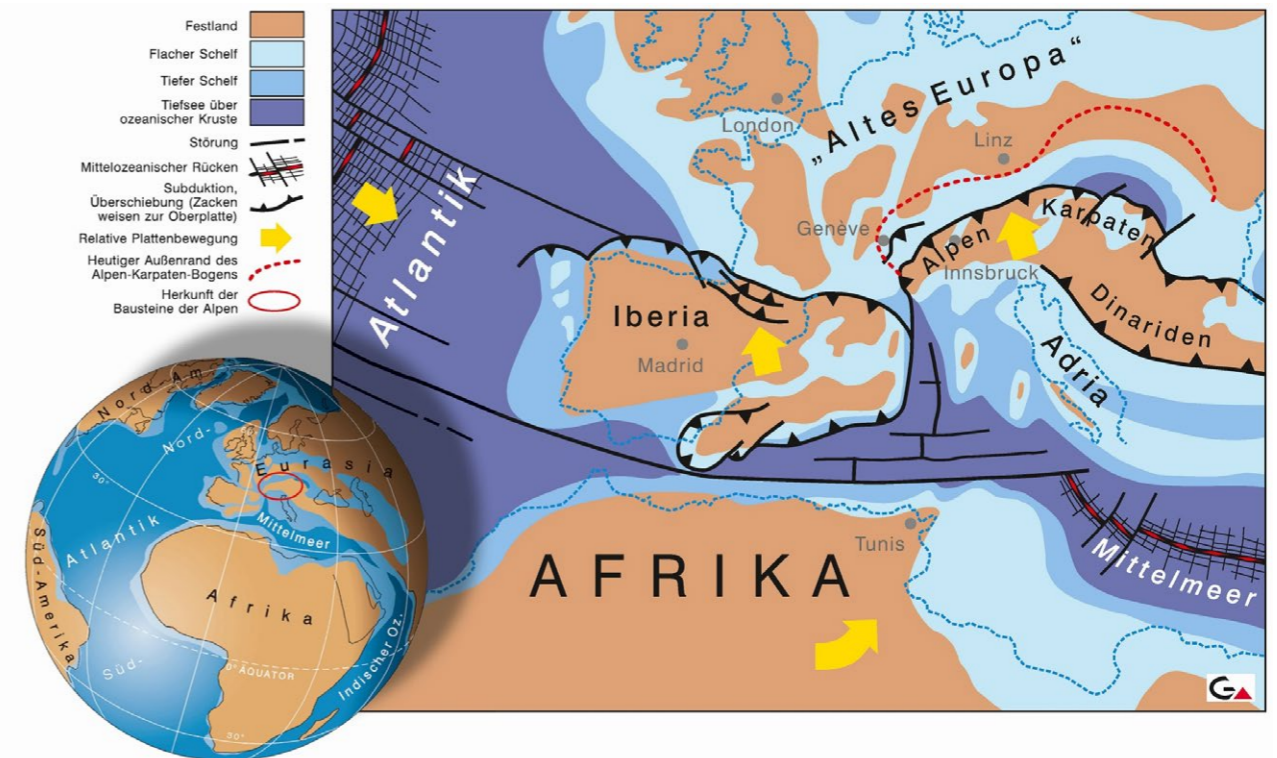 Festland
Flacher Schelf
Tiefer Schelf
Tiefsee über
ozeanischer Kruste
Störung
Mittelozeanischer Rücken
Subduktion,
Überschiebung (Zacken
weisen zur Oberplatte)
Relative Plattenbewegung
Heutiger Außenrand des
Alpen-Karpaten-Bogens
Herkunft der
Bausteine der Alpen
„Altes Europa“
London
Linz
Atlantik
Genève
Alpen
Karpaten
Innsbruck
Iberia
Madrid
Dinariden
Adria
AFRIKA
Tunis
Mittelmeer
GA
Nord-Am
Nord-
Atlantik
Eurasia
Mittelmeer
30°
Afrika
Süd-Amerika
Süd-
0° ÄQUATOR
Indischer Oz.
30°